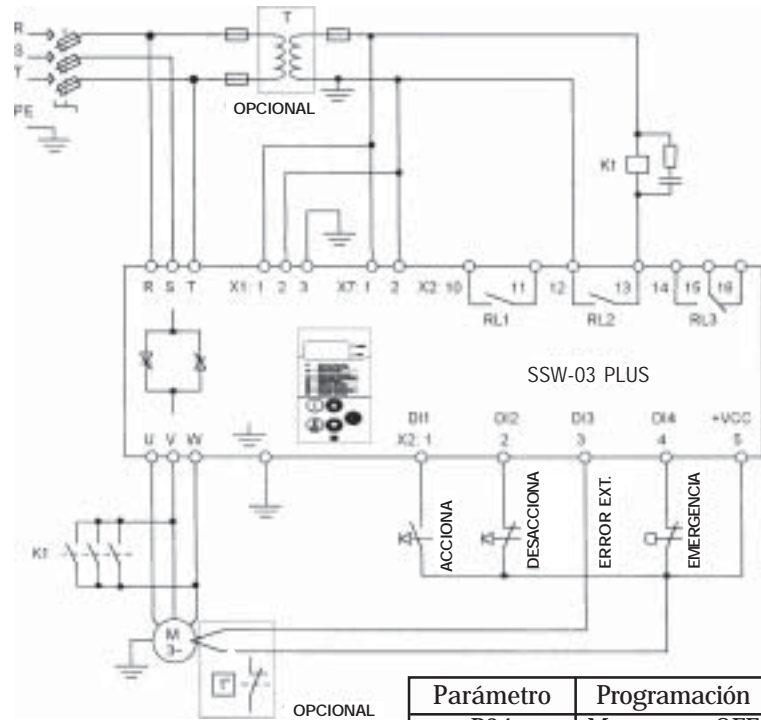 R
S
T
PE
T
OPCIONAL
K1
R S T X1: 1 2 3 X7: 1 2 X2: 10 11 12 13 14 15 16
RL1 RL2 RL3
SSW-03 PLUS
DI1 DI2 DI3 DI4 +VCC
U V W X2: 1 2 3 4 5
ACCIONA
DESACCIONA
ERROR EXT.
EMERGENCIA
K1
M
3~
OPCIONAL
Parámetro Programación